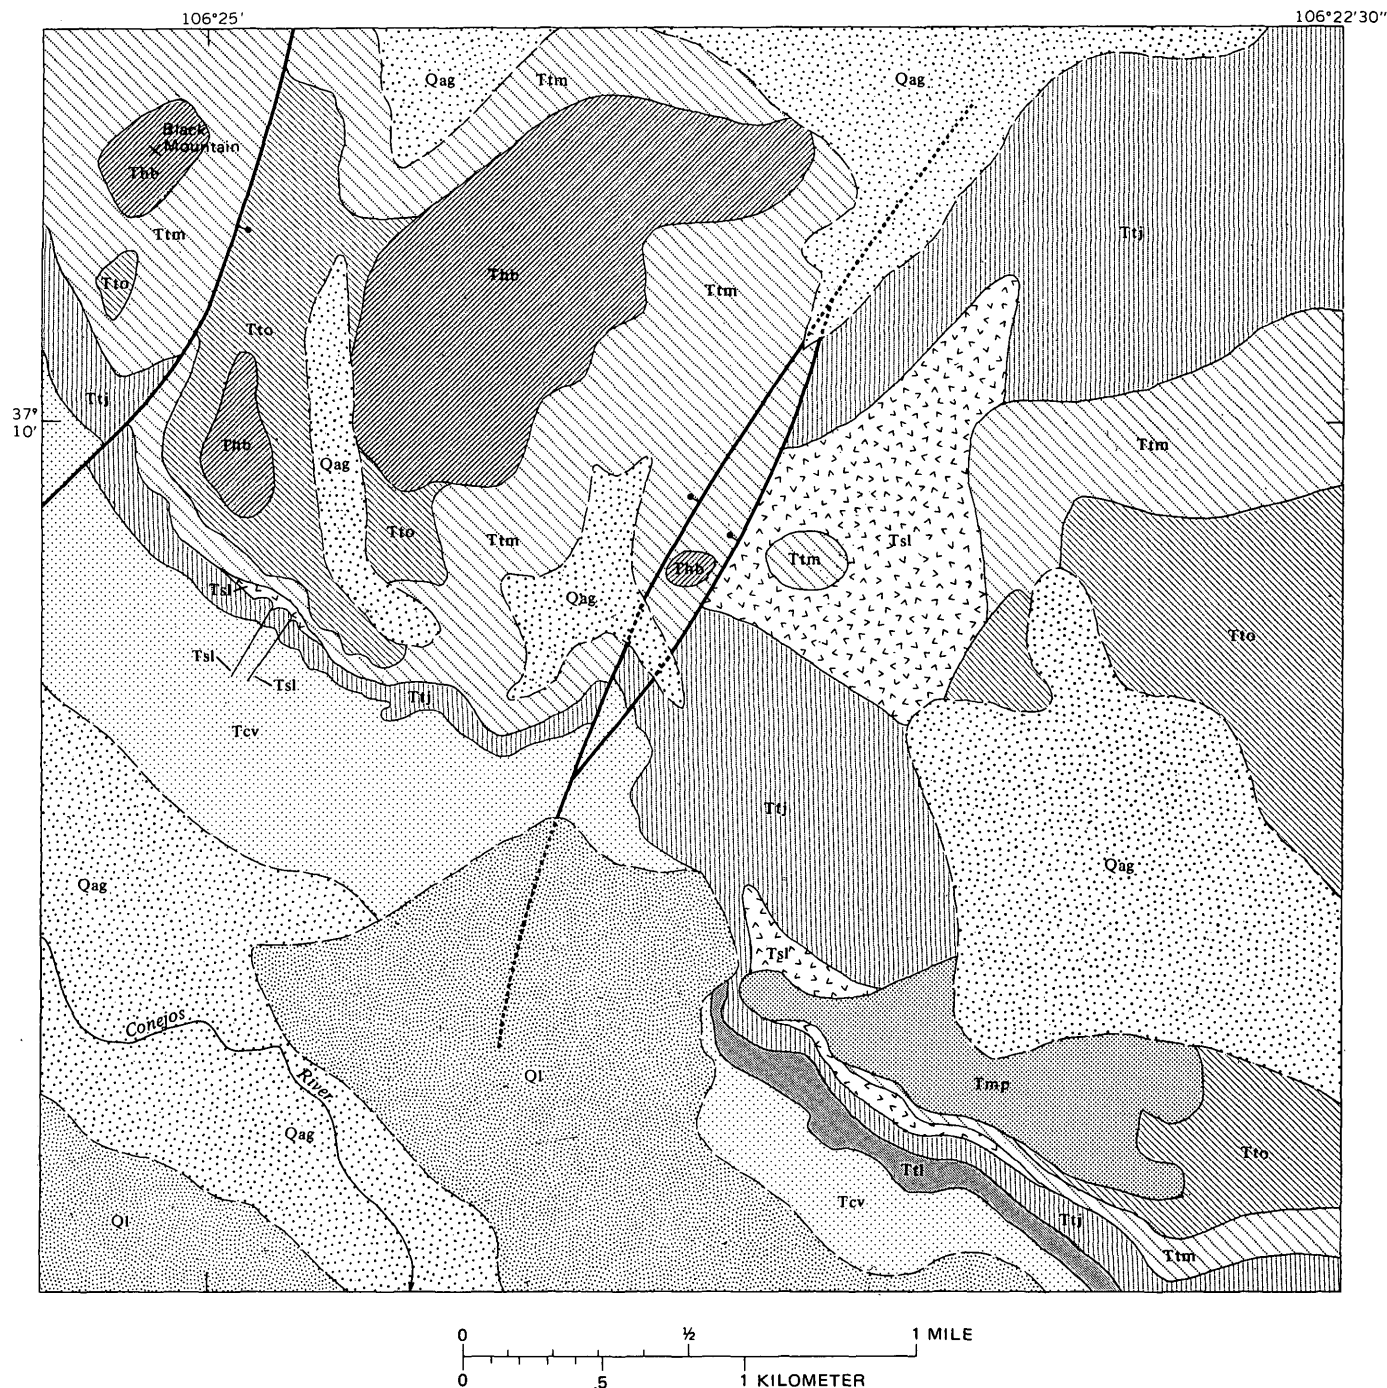 106°25′
106°22′30″
Qag
Ttm
Qag
Black
Mountain
Thb
Ttm
Ttj
Tto
Thb
Ttm
Tto
Ttj
37°
10′
Thb
Qag
Ttm
Tto
Ttm
Tsl
Ttm
Thb
Tsl
Qag
Tto
Tsl
Tsl
Ttj
Tcv
Ttj
Qag
Qag
Tsl
Conejos
River
Ql
Tmp
Qag
Tto
Ttl
Tcv
Ql
Ttj
Ttm
0 ½ 1 MILE
0 .5 1 KILOMETER